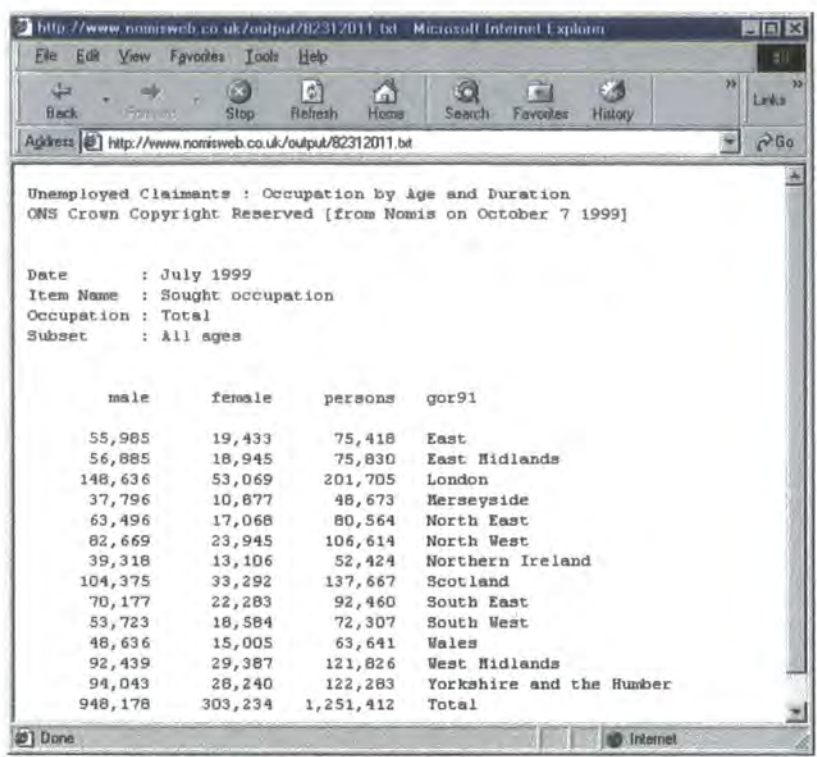 http://www.nomisweb.co.uk/output/82312011.txt - Microsoft Internet Explorer
File Edit View Favorites Tools Help
Back Forward Stop Refresh Home Search Favorites History » Links »
Address http://www.nomisweb.co.uk/output/82312011.txt Go
Unemployed Claimants : Occupation by Age and Duration
ONS Crown Copyright Reserved [from Nomis on October 7 1999]
Date : July 1999
Item Name : Sought occupation
Occupation : Total
Subset : All ages
male female persons gor91
55,985 19,433 75,418 East
56,885 18,945 75,830 East Midlands
148,636 53,069 201,705 London
37,796 10,877 48,673 Merseyside
63,496 17,068 80,564 North East
82,669 23,945 106,614 North West
39,318 13,106 52,424 Northern Ireland
104,375 33,292 137,667 Scotland
70,177 22,283 92,460 South East
53,723 18,584 72,307 South West
48,636 15,005 63,641 Wales
92,439 29,387 121,826 West Midlands
94,043 28,240 122,283 Yorkshire and the Humber
948,178 303,234 1,251,412 Total
Done Internet